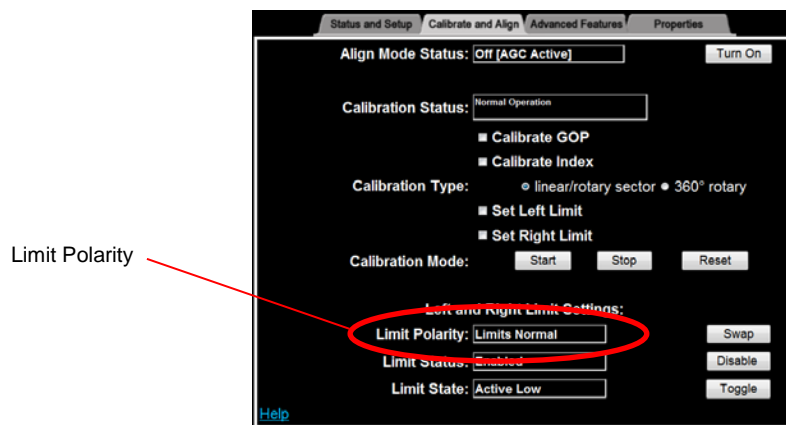 Status and Setup Calibrate and Align Advanced Features Properties
Align Mode Status: Off [AGC Active] Turn On
Calibration Status: Normal Operation
Calibrate GOP
Calibrate Index
Calibration Type: linear/rotary sector 360° rotary
Set Left Limit
Set Right Limit
Limit Polarity
Calibration Mode: Start Stop Reset
Left and Right Limit Settings:
Limit Polarity: Limits Normal Swap
Limit Status: Enabled Disable
Limit State: Active Low Toggle
Help